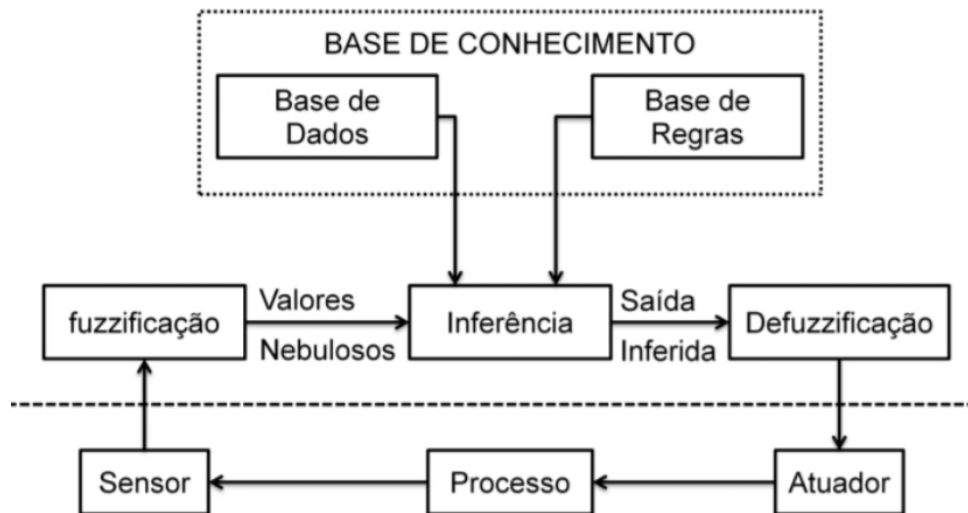 BASE DE CONHECIMENTO
Base de
Dados
Base de
Regras
fuzzificação
Valores
Nebulosos
Inferência
Saída
Inferida
Defuzzificação
Sensor
Processo
Atuador